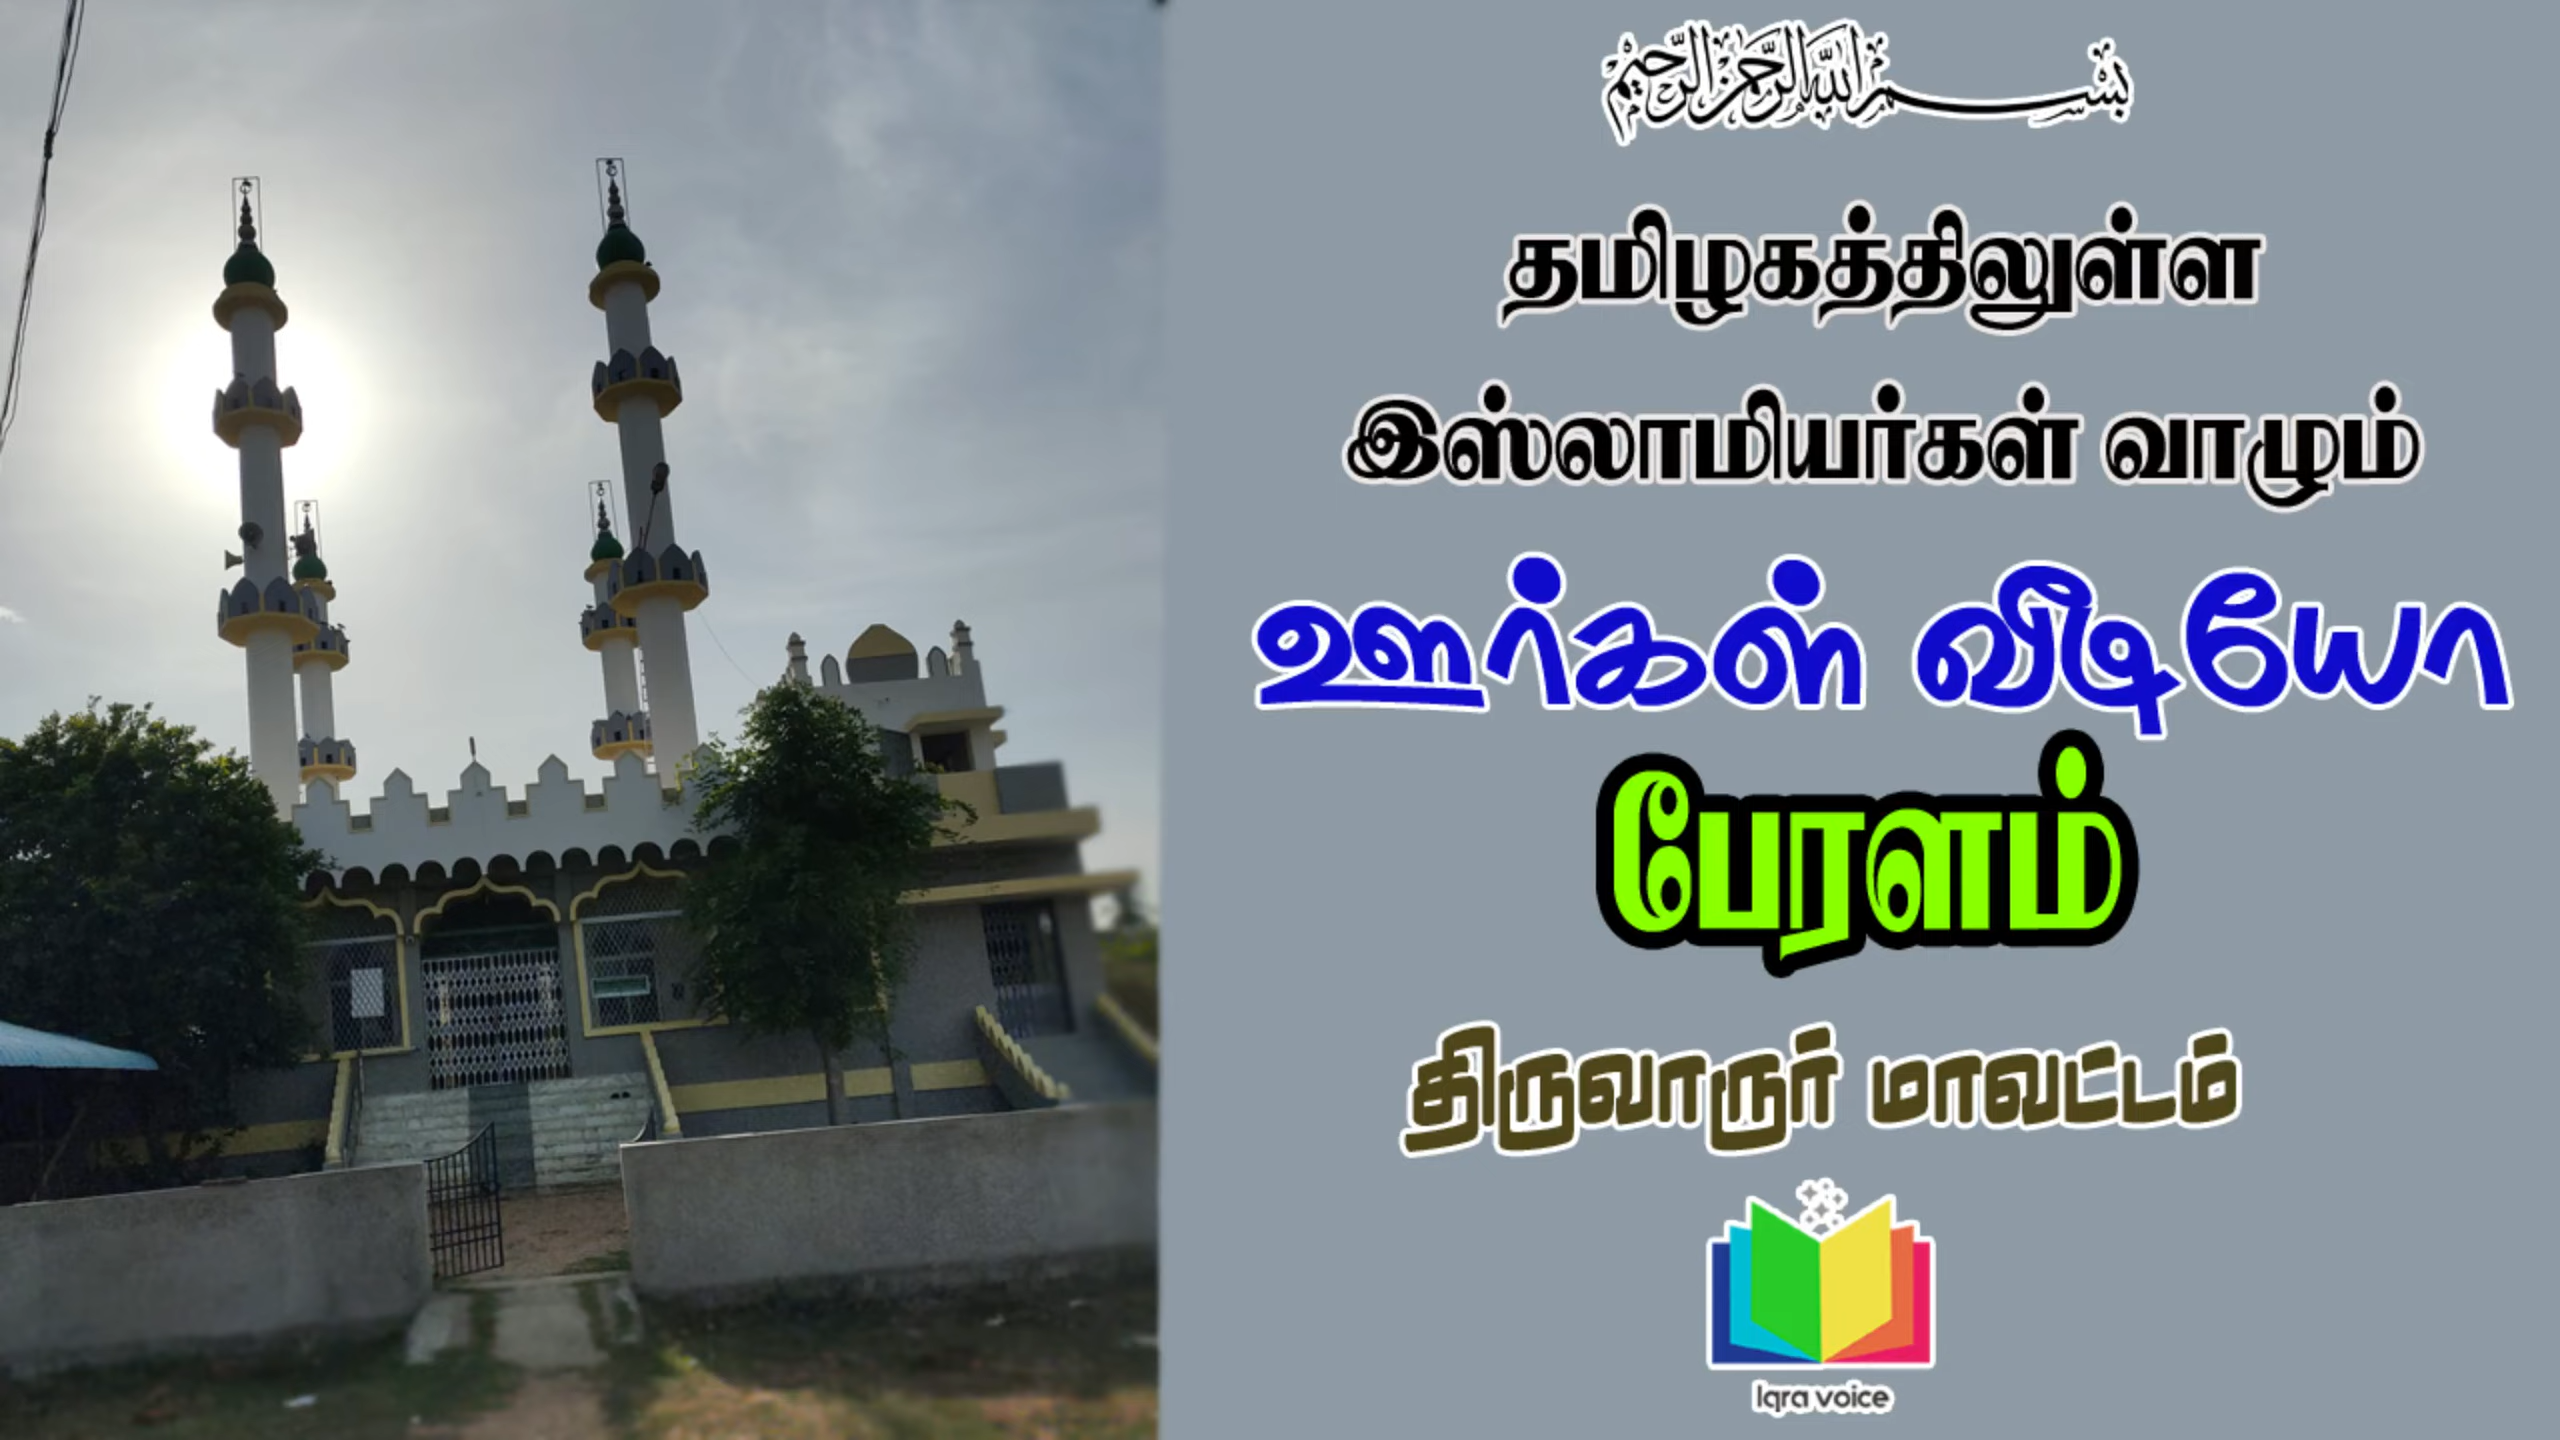 بسم الله الرحمن الرحيم
தமிழகத்திலுள்ள
இஸ்லாமியர்கள் வாழும்
ஊர்கள் வீடியோ
பேரளம்
திருவாரூர் மாவட்டம்
Iqra voice